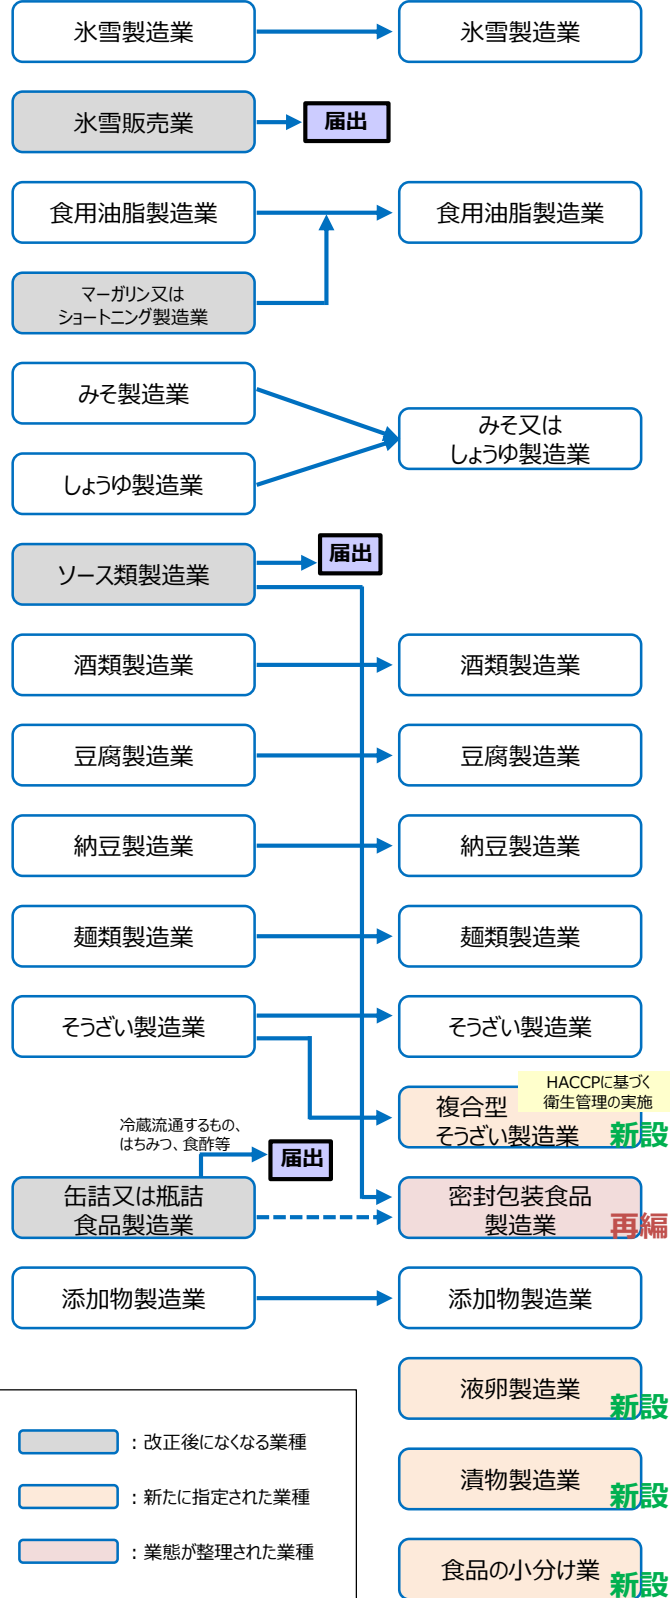 氷雪製造業
氷雪製造業
氷雪販売業
届出
食用油脂製造業
食用油脂製造業
マーガリン又は
ショートニング製造業
みそ製造業
みそ又は
しょうゆ製造業
しょうゆ製造業
ソース類製造業
届出
酒類製造業
酒類製造業
豆腐製造業
豆腐製造業
納豆製造業
納豆製造業
麺類製造業
麺類製造業
そうざい製造業
そうざい製造業
HACCPに基づく
衛生管理の実施
複合型
そうざい製造業
新設
冷蔵流通するもの、
はちみつ、食酢等
届出
缶詰又は瓶詰
食品製造業
密封包装食品
製造業
再編
添加物製造業
添加物製造業
液卵製造業
新設
漬物製造業
新設
食品の小分け業
新設
：改正後になくなる業種
：新たに指定された業種
：業態が整理された業種